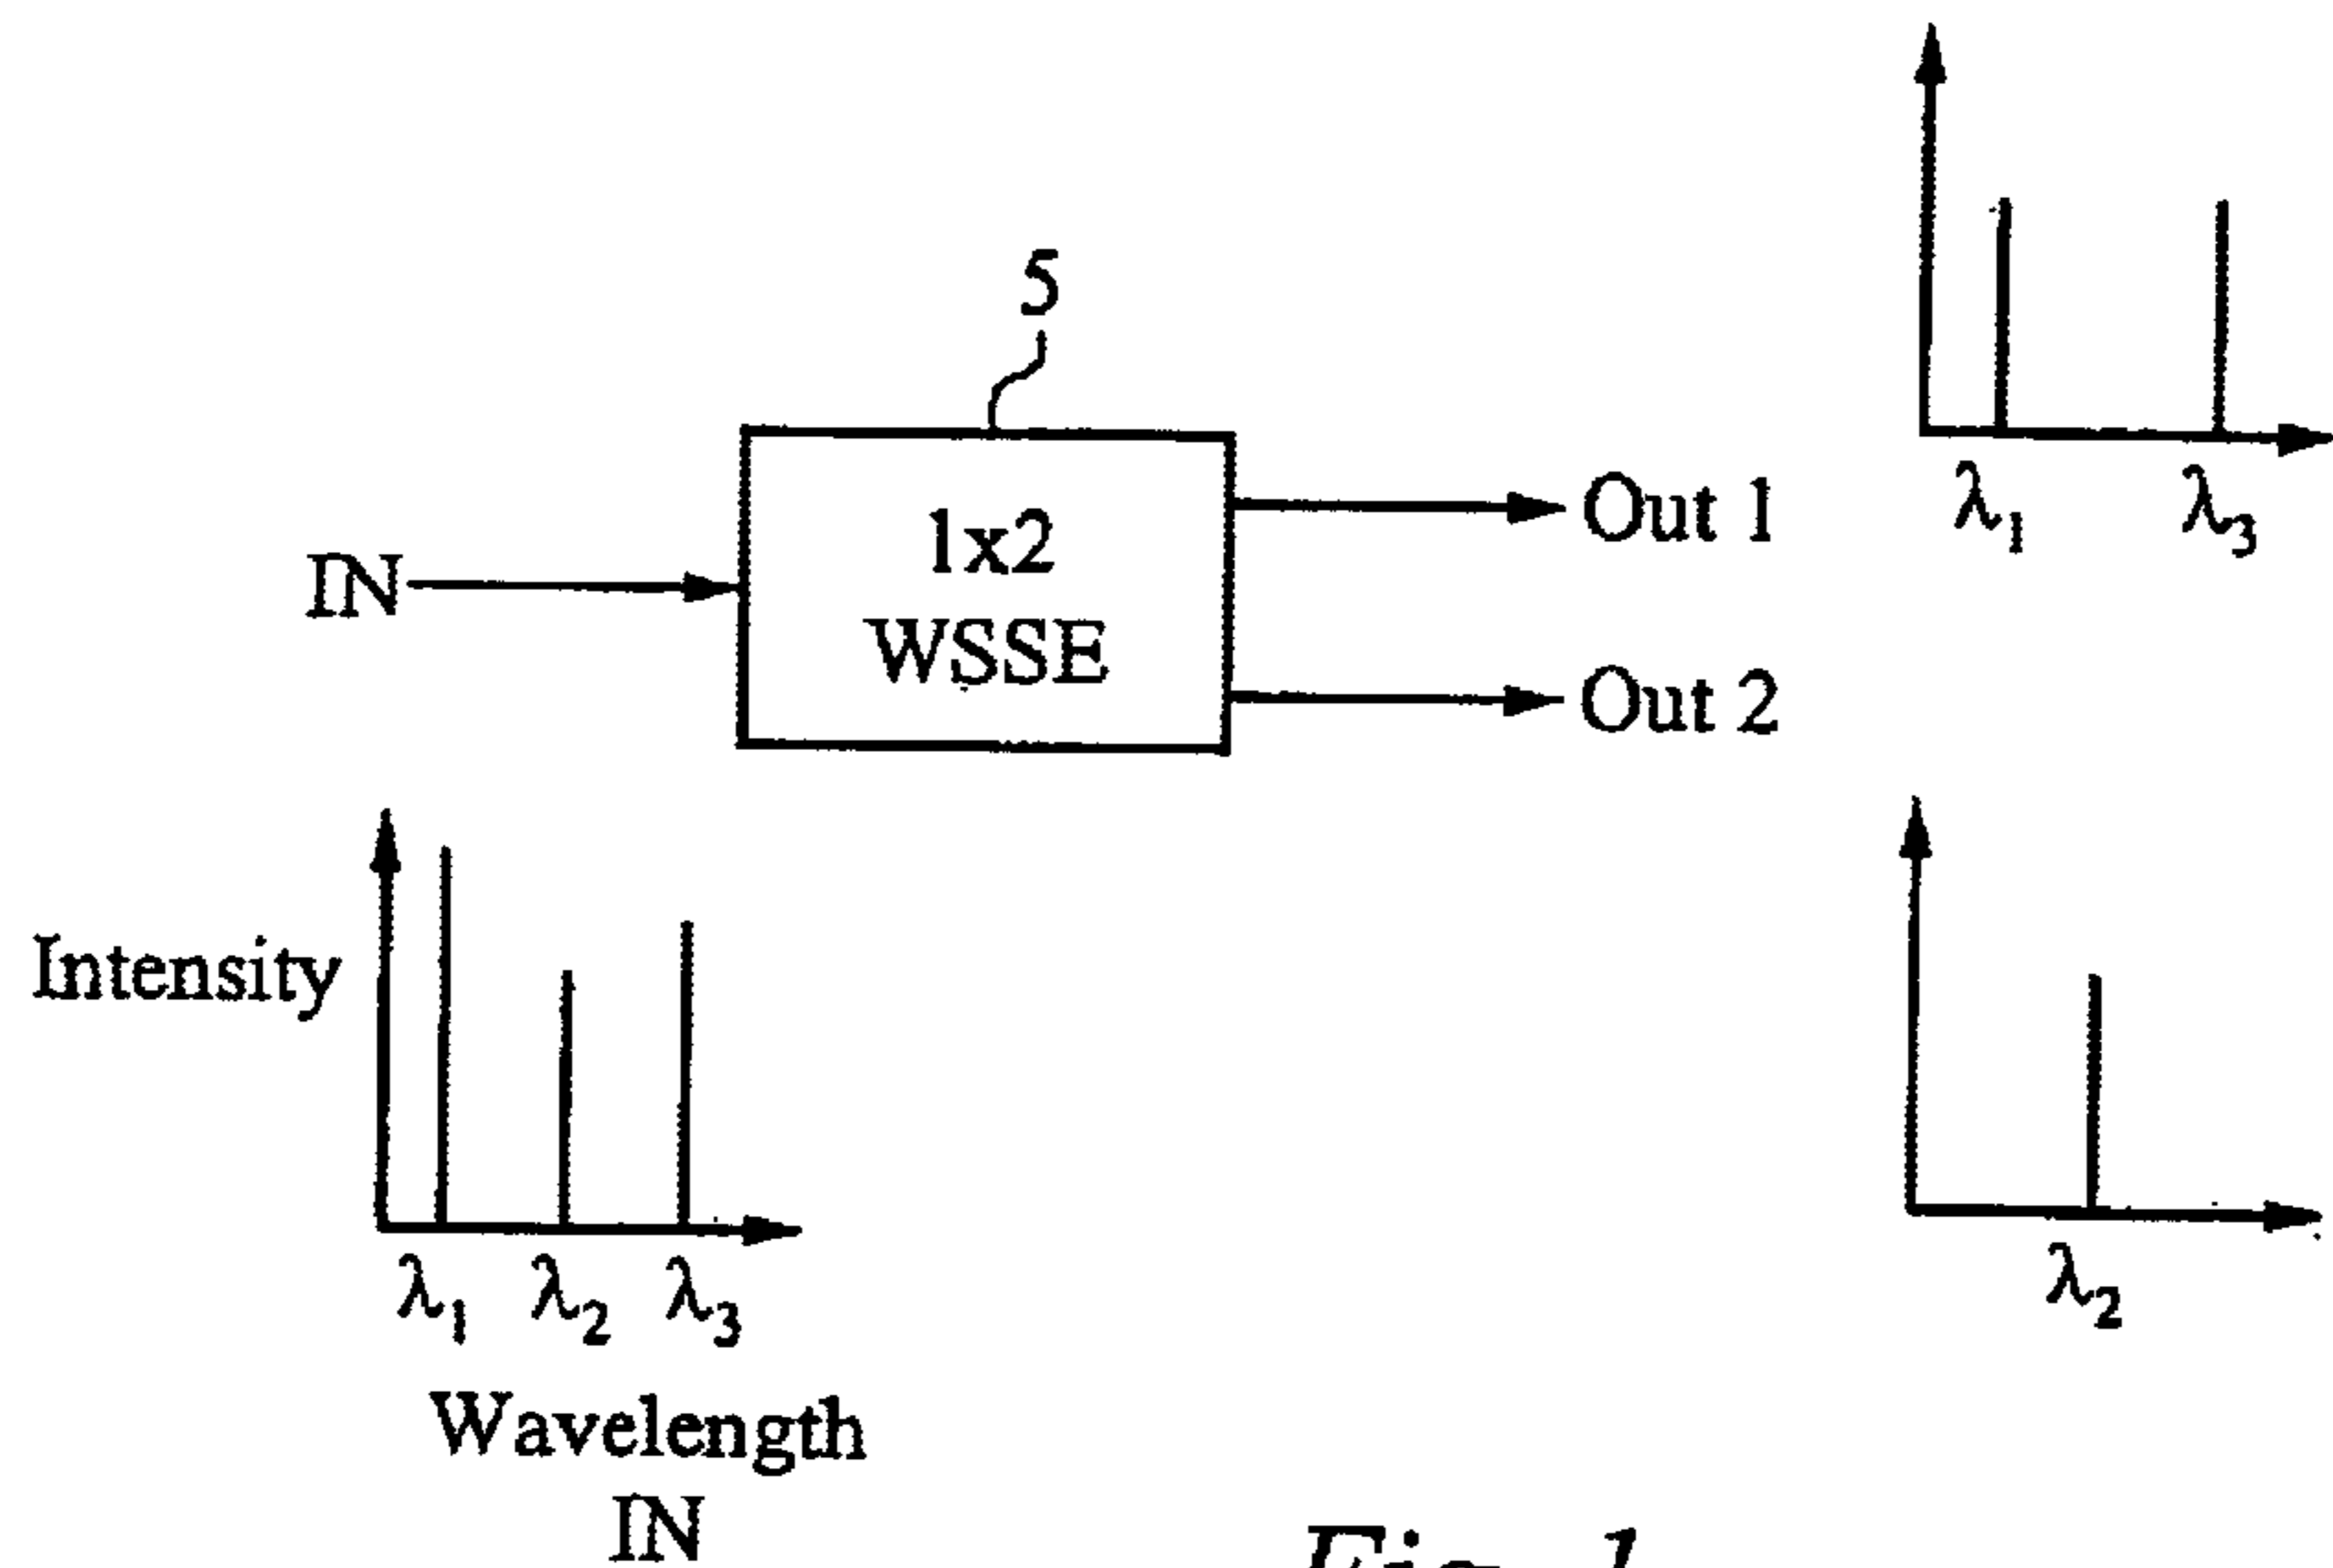 5
1x2
WSSE
IN
Out 1
Out 2
λ₁ λ₃
Intensity
λ₁ λ₂ λ₃
Wavelength
IN
λ₂